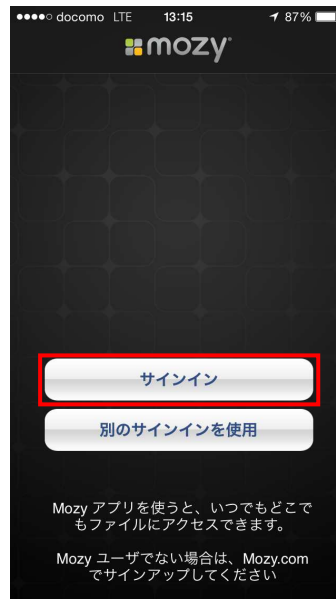 docomo LTE 13:15 87%
mozy
サインイン
別のサインインを使用
Mozy アプリを使うと、いつでもどこで
もファイルにアクセスできます。
Mozy ユーザでない場合は、Mozy.com
でサインアップしてください